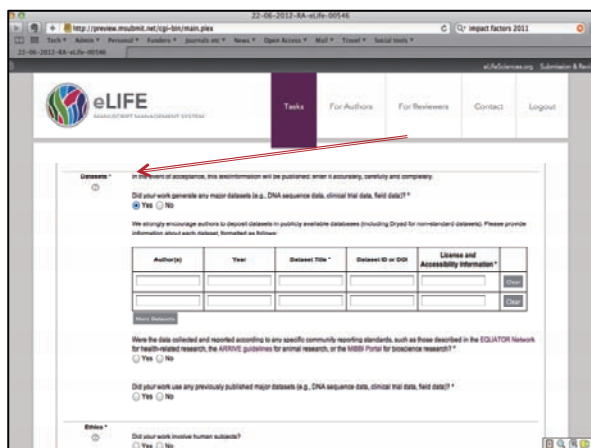 22-06-2012-RA-eLife-00546
http://preview.msubmit.net/cgi-bin/main.plex
impact factors 2011
Tech Admin Personal Funders Journals etc News Open Access Mail Travel Social tools
22-06-2012-RA-eLife-00546
eLifeSciences.org Submission & Revi
eLIFE
MANUSCRIPT MANAGEMENT SYSTEM
Tasks For Authors For Reviewers Contact Logout
Datasets * In the event of acceptance, this text/information will be published: enter it accurately, carefully and completely.
Did your work generate any major datasets (e.g., DNA sequence data, clinical trial data, field data)? *
Yes No
We strongly encourage authors to deposit datasets in publicly available databases (including Dryad for non-standard datasets). Please provide
information about each dataset, formatted as follows:
Author(s) Year Dataset Title * Dataset ID or DOI License and
Accessibility Information *
Clear
Clear
More Datasets
Were the data collected and reported according to any specific community reporting standards, such as those described in the EQUATOR Network
for health-related research, the ARRIVE guidelines for animal research, or the MIBBI Portal for bioscience research? *
Yes No
Did your work use any previously published major datasets (e.g., DNA sequence data, clinical trial data, field data)? *
Yes No
Ethics *
Did your work involve human subjects?
Yes No